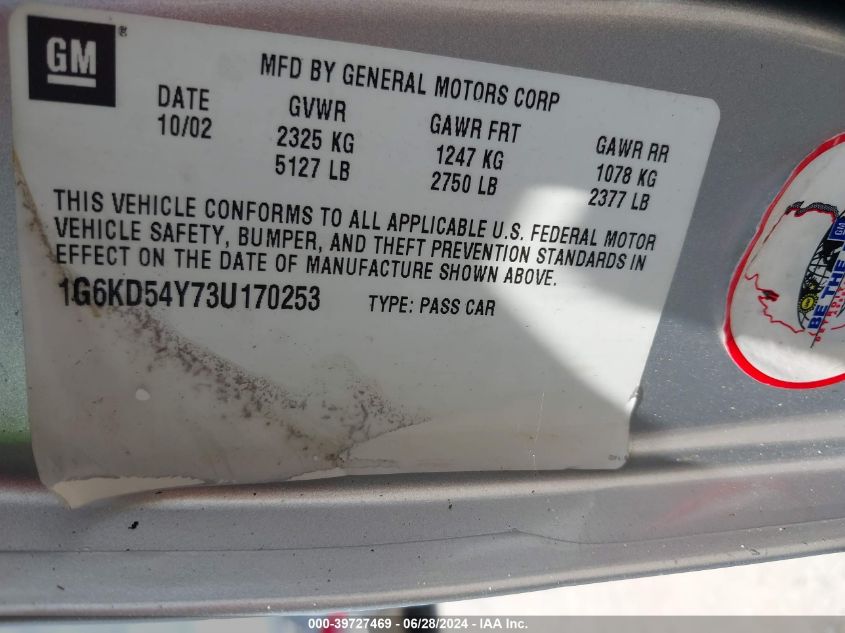 GM
®
MFD BY GENERAL MOTORS CORP
DATE GVWR GAWR FRT GAWR RR
10/02 2325 KG 1247 KG 1078 KG
5127 LB 2750 LB 2377 LB
THIS VEHICLE CONFORMS TO ALL APPLICABLE U.S. FEDERAL MOTOR
VEHICLE SAFETY, BUMPER, AND THEFT PREVENTION STANDARDS IN
EFFECT ON THE DATE OF MANUFACTURE SHOWN ABOVE.
1G6KD54Y73U170253 TYPE: PASS CAR
GM
BE THE
000-39727469 - 06/28/2024 - IAA Inc.